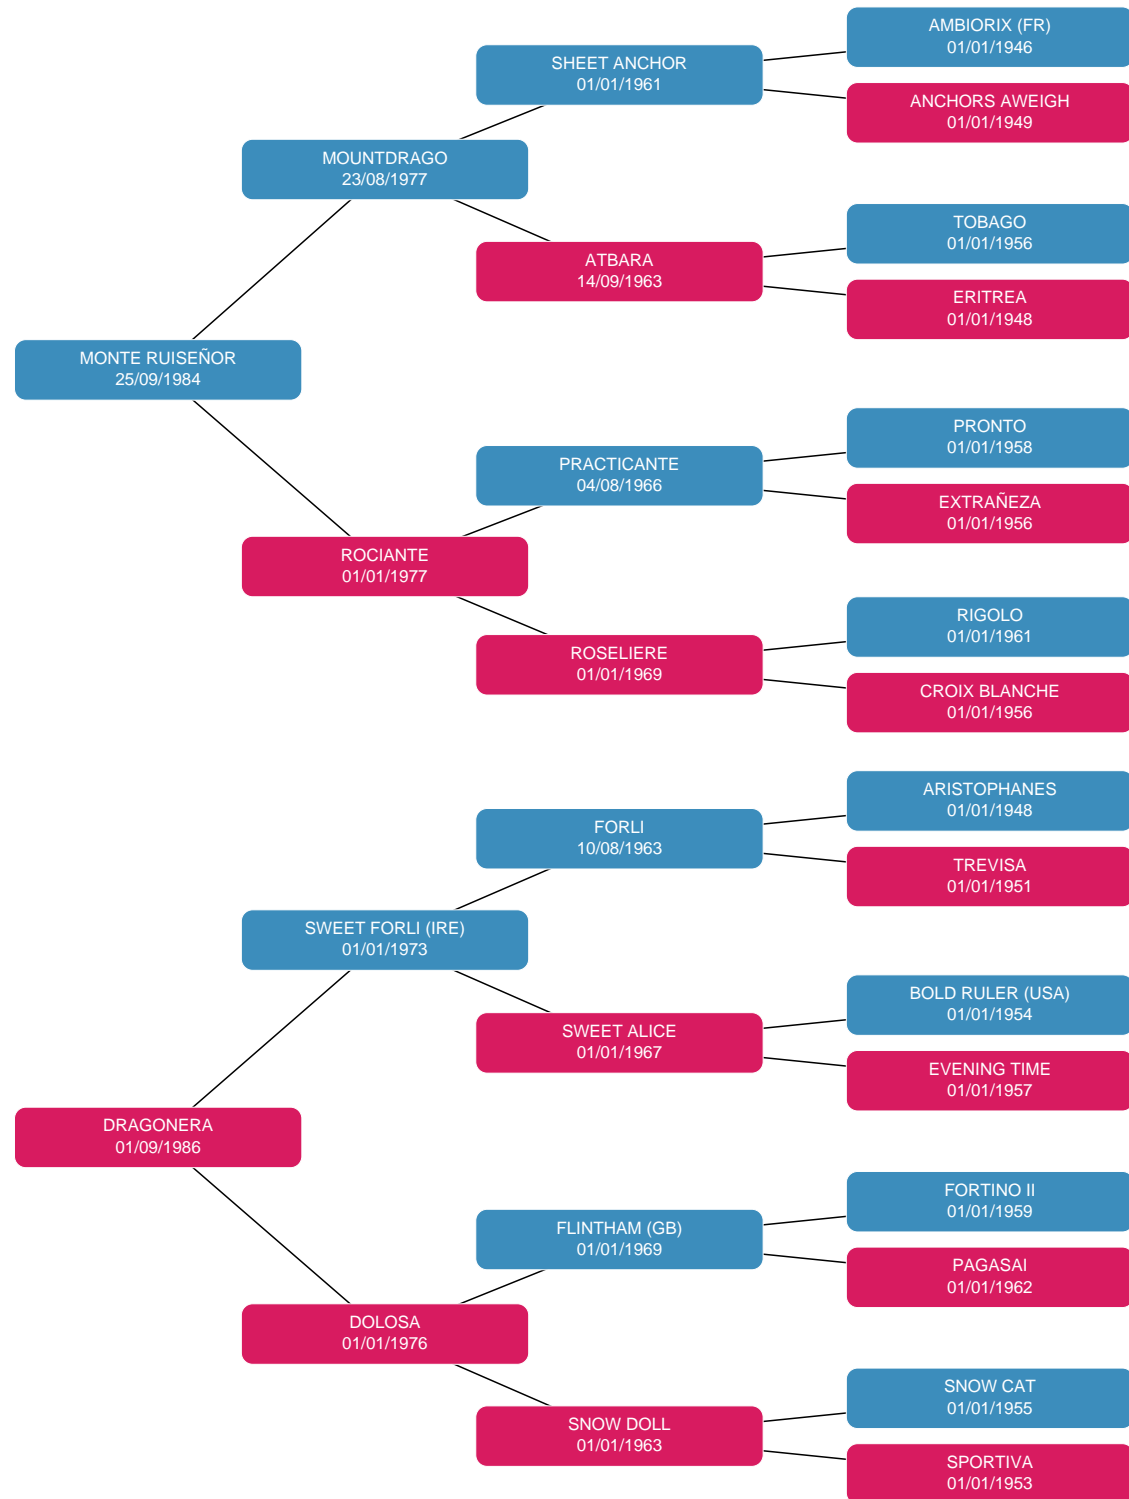 AMBIORIX (FR)
01/01/1946
SHEET ANCHOR
01/01/1961
ANCHORS AWEIGH
01/01/1949
MOUNTDRAGO
23/08/1977
TOBAGO
01/01/1956
ATBARA
14/09/1963
ERITREA
01/01/1948
MONTE RUISEÑOR
25/09/1984
PRONTO
01/01/1958
PRACTICANTE
04/08/1966
EXTRAÑEZA
01/01/1956
ROCIANTE
01/01/1977
RIGOLO
01/01/1961
ROSELIERE
01/01/1969
CROIX BLANCHE
01/01/1956
ARISTOPHANES
01/01/1948
FORLI
10/08/1963
TREVISA
01/01/1951
SWEET FORLI (IRE)
01/01/1973
BOLD RULER (USA)
01/01/1954
SWEET ALICE
01/01/1967
EVENING TIME
01/01/1957
DRAGONERA
01/09/1986
FORTINO II
01/01/1959
FLINTHAM (GB)
01/01/1969
PAGASAI
01/01/1962
DOLOSA
01/01/1976
SNOW CAT
01/01/1955
SNOW DOLL
01/01/1963
SPORTIVA
01/01/1953